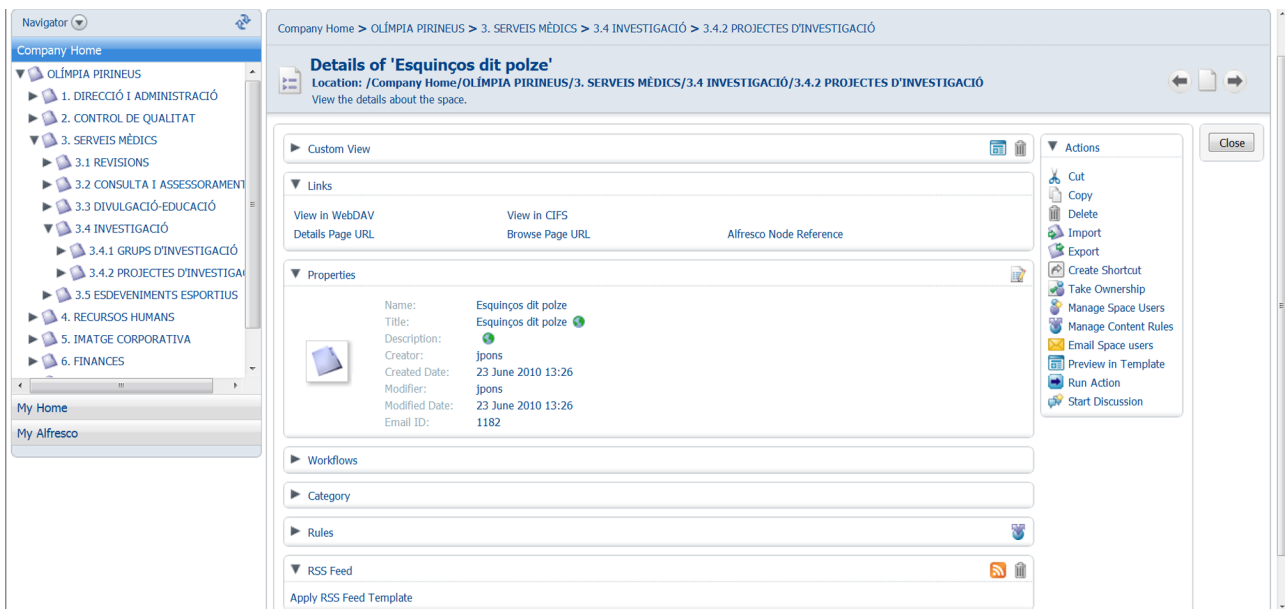 Navigator
Company Home
OLÍMPIA PIRINEUS
1. DIRECCIÓ I ADMINISTRACIÓ
2. CONTROL DE QUALITAT
3. SERVEIS MÈDICS
3.1 REVISIONS
3.2 CONSULTA I ASSESSORAMENT
3.3 DIVULGACIÓ-EDUCACIÓ
3.4 INVESTIGACIÓ
3.4.1 GRUPS D'INVESTIGACIÓ
3.4.2 PROJECTES D'INVESTIGA
3.5 ESDEVENIMENTS ESPORTIUS
4. RECURSOS HUMANS
5. IMATGE CORPORATIVA
6. FINANCES
My Home
My Alfresco
Company Home > OLÍMPIA PIRINEUS > 3. SERVEIS MÈDICS > 3.4 INVESTIGACIÓ > 3.4.2 PROJECTES D'INVESTIGACIÓ
Details of 'Esquinços dit polze'
Location: /Company Home/OLÍMPIA PIRINEUS/3. SERVEIS MÈDICS/3.4 INVESTIGACIÓ/3.4.2 PROJECTES D'INVESTIGACIÓ
View the details about the space.
Custom View
Links
View in WebDAV View in CIFS
Details Page URL Browse Page URL Alfresco Node Reference
Properties
Name: Esquinços dit polze
Title: Esquinços dit polze
Description:
Creator: jpons
Created Date: 23 June 2010 13:26
Modifier: jpons
Modified Date: 23 June 2010 13:26
Email ID: 1182
Workflows
Category
Rules
RSS Feed
Apply RSS Feed Template
Actions
Cut
Copy
Delete
Import
Export
Create Shortcut
Take Ownership
Manage Space Users
Manage Content Rules
Email Space users
Preview in Template
Run Action
Start Discussion
Close